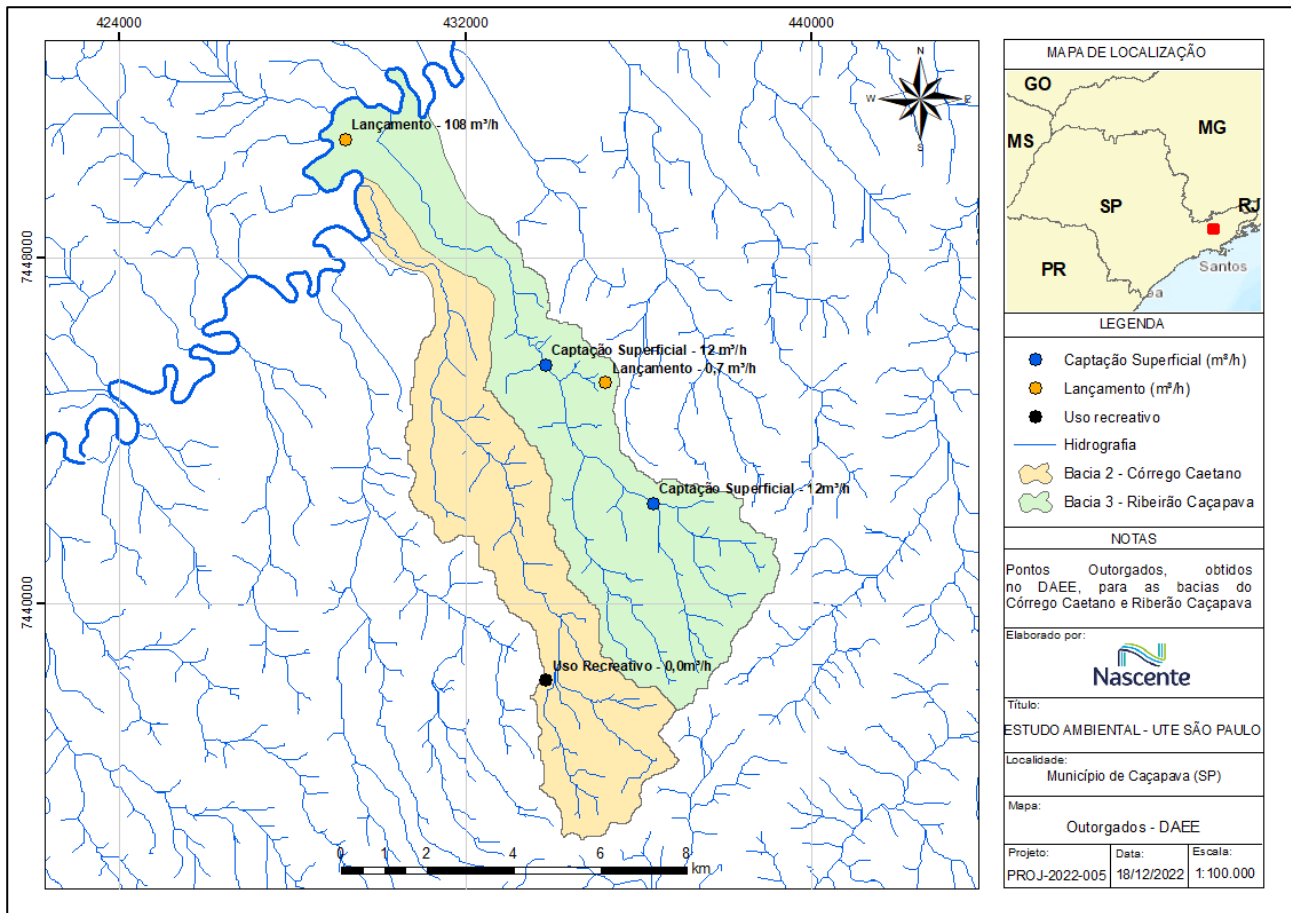 424000
432000
440000
7448000
7440000
N
W
E
S
Lançamento - 108 m³/h
Captação Superficial - 12 m³/h
Lançamento - 0,7 m³/h
Captação Superficial - 12m³/h
Uso Recreativo - 0,0m³/h
0 1 2 4 6 8
km
MAPA DE LOCALIZAÇÃO
GO
MS
MG
SP
RJ
PR
Santos
LEGENDA
Captação Superficial (m³/h)
Lançamento (m³/h)
Uso recreativo
Hidrografia
Bacia 2 - Córrego Caetano
Bacia 3 - Ribeirão Caçapava
NOTAS
Pontos Outorgados, obtidos
no DAEE, para as bacias do
Córrego Caetano e Riberão Caçapava
Elaborado por:
Nascente
Título:
ESTUDO AMBIENTAL - UTE SÃO PAULO
Localidade:
Município de Caçapava (SP)
Mapa:
Outorgados - DAEE
Projeto:
PROJ-2022-005
Data:
18/12/2022
Escala:
1:100.000